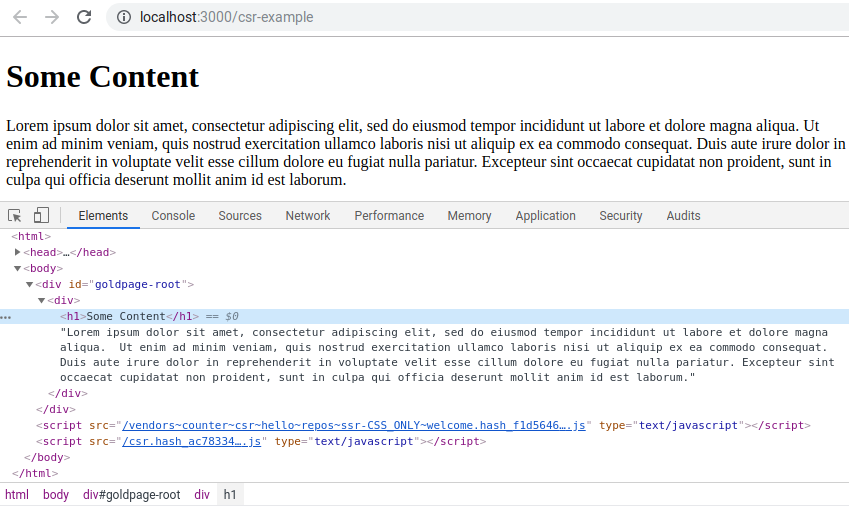 localhost:3000/csr-example
Some Content
Lorem ipsum dolor sit amet, consectetur adipiscing elit, sed do eiusmod tempor incididunt ut labore et dolore magna aliqua. Ut
enim ad minim veniam, quis nostrud exercitation ullamco laboris nisi ut aliquip ex ea commodo consequat. Duis aute irure dolor in
reprehenderit in voluptate velit esse cillum dolore eu fugiat nulla pariatur. Excepteur sint occaecat cupidatat non proident, sunt in
culpa qui officia deserunt mollit anim id est laborum.
Elements Console Sources Network Performance Memory Application Security Audits
<html>
<head>…</head>
<body>
<div id="goldpage-root">
<div>
<h1>Some Content</h1> == $0
"Lorem ipsum dolor sit amet, consectetur adipiscing elit, sed do eiusmod tempor incididunt ut labore et dolore magna
aliqua.  Ut enim ad minim veniam, quis nostrud exercitation ullamco laboris nisi ut aliquip ex ea commodo consequat.
Duis aute irure dolor in reprehenderit in voluptate velit esse cillum dolore eu fugiat nulla pariatur. Excepteur sint
occaecat cupidatat non proident, sunt in culpa qui officia deserunt mollit anim id est laborum."
</div>
</div>
<script src="/vendors~counter~csr~hello~repos~ssr-CSS_ONLY~welcome.hash_f1d5646….js" type="text/javascript"></script>
<script src="/csr.hash_ac78334….js" type="text/javascript"></script>
</body>
</html>
html body div#goldpage-root div h1